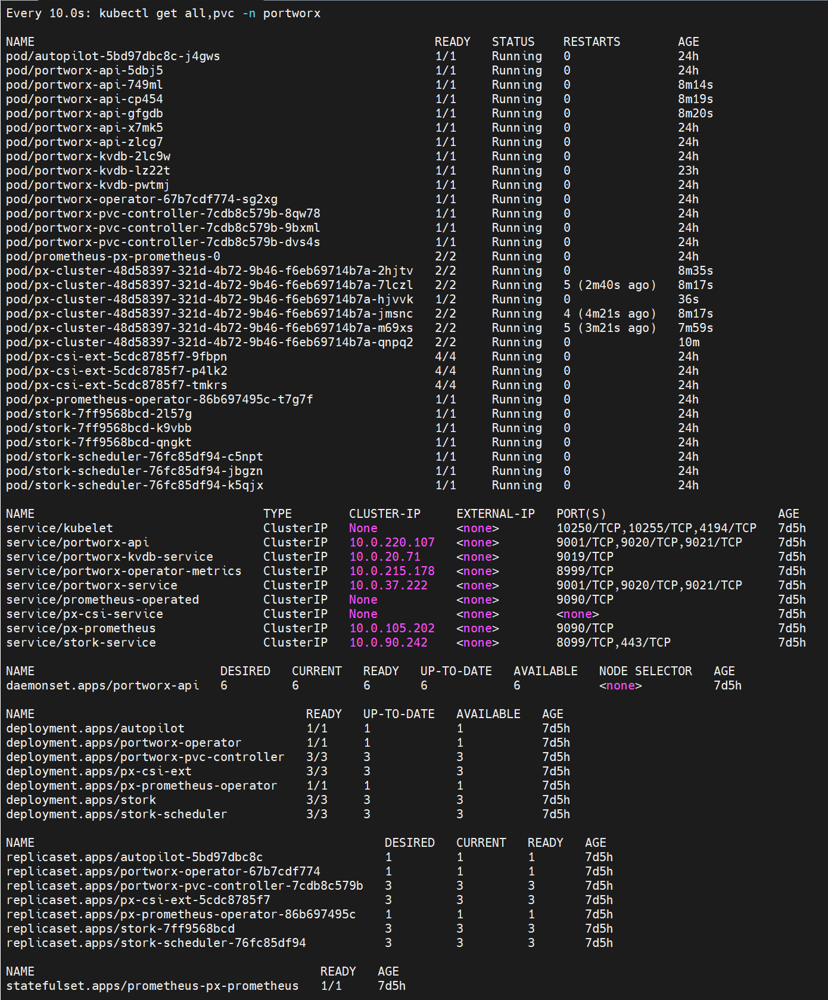 Every 10.0s: kubectl get all,pvc -n portworx
NAME READY STATUS RESTARTS AGE
pod/autopilot-5bd97dbc8c-j4gws 1/1 Running 0 24h
pod/portworx-api-5dbj5 1/1 Running 0 24h
pod/portworx-api-749ml 1/1 Running 0 8m14s
pod/portworx-api-cp454 1/1 Running 0 8m19s
pod/portworx-api-gfgdb 1/1 Running 0 8m20s
pod/portworx-api-x7mk5 1/1 Running 0 24h
pod/portworx-api-zlcg7 1/1 Running 0 24h
pod/portworx-kvdb-2lc9w 1/1 Running 0 24h
pod/portworx-kvdb-lz22t 1/1 Running 0 23h
pod/portworx-kvdb-pwtmj 1/1 Running 0 24h
pod/portworx-operator-67b7cdf774-sg2xg 1/1 Running 0 24h
pod/portworx-pvc-controller-7cdb8c579b-8qw78 1/1 Running 0 24h
pod/portworx-pvc-controller-7cdb8c579b-9bxml 1/1 Running 0 24h
pod/portworx-pvc-controller-7cdb8c579b-dvs4s 1/1 Running 0 24h
pod/prometheus-px-prometheus-0 2/2 Running 0 24h
pod/px-cluster-48d58397-321d-4b72-9b46-f6eb69714b7a-2hjtv 2/2 Running 0 8m35s
pod/px-cluster-48d58397-321d-4b72-9b46-f6eb69714b7a-7lczl 2/2 Running 5 (2m40s ago) 8m17s
pod/px-cluster-48d58397-321d-4b72-9b46-f6eb69714b7a-hjvvk 1/2 Running 0 36s
pod/px-cluster-48d58397-321d-4b72-9b46-f6eb69714b7a-jmsnc 2/2 Running 4 (4m21s ago) 8m17s
pod/px-cluster-48d58397-321d-4b72-9b46-f6eb69714b7a-m69xs 2/2 Running 5 (3m21s ago) 7m59s
pod/px-cluster-48d58397-321d-4b72-9b46-f6eb69714b7a-qnpq2 2/2 Running 0 10m
pod/px-csi-ext-5cdc8785f7-9fbpn 4/4 Running 0 24h
pod/px-csi-ext-5cdc8785f7-p4lk2 4/4 Running 0 24h
pod/px-csi-ext-5cdc8785f7-tmkrs 4/4 Running 0 24h
pod/px-prometheus-operator-86b697495c-t7g7f 1/1 Running 0 24h
pod/stork-7ff9568bcd-2l57g 1/1 Running 0 24h
pod/stork-7ff9568bcd-k9vbb 1/1 Running 0 24h
pod/stork-7ff9568bcd-qngkt 1/1 Running 0 24h
pod/stork-scheduler-76fc85df94-c5npt 1/1 Running 0 24h
pod/stork-scheduler-76fc85df94-jbgzn 1/1 Running 0 24h
pod/stork-scheduler-76fc85df94-k5qjx 1/1 Running 0 24h
NAME TYPE CLUSTER-IP EXTERNAL-IP PORT(S) AGE
service/kubelet ClusterIP None <none> 10250/TCP,10255/TCP,4194/TCP 7d5h
service/portworx-api ClusterIP 10.0.220.107 <none> 9001/TCP,9020/TCP,9021/TCP 7d5h
service/portworx-kvdb-service ClusterIP 10.0.20.71 <none> 9019/TCP 7d5h
service/portworx-operator-metrics ClusterIP 10.0.215.178 <none> 8999/TCP 7d5h
service/portworx-service ClusterIP 10.0.37.222 <none> 9001/TCP,9020/TCP,9021/TCP 7d5h
service/prometheus-operated ClusterIP None <none> 9090/TCP 7d5h
service/px-csi-service ClusterIP None <none> <none> 7d5h
service/px-prometheus ClusterIP 10.0.105.202 <none> 9090/TCP 7d5h
service/stork-service ClusterIP 10.0.90.242 <none> 8099/TCP,443/TCP 7d5h
NAME DESIRED CURRENT READY UP-TO-DATE AVAILABLE NODE SELECTOR AGE
daemonset.apps/portworx-api 6 6 6 6 6 <none> 7d5h
NAME READY UP-TO-DATE AVAILABLE AGE
deployment.apps/autopilot 1/1 1 1 7d5h
deployment.apps/portworx-operator 1/1 1 1 7d5h
deployment.apps/portworx-pvc-controller 3/3 3 3 7d5h
deployment.apps/px-csi-ext 3/3 3 3 7d5h
deployment.apps/px-prometheus-operator 1/1 1 1 7d5h
deployment.apps/stork 3/3 3 3 7d5h
deployment.apps/stork-scheduler 3/3 3 3 7d5h
NAME DESIRED CURRENT READY AGE
replicaset.apps/autopilot-5bd97dbc8c 1 1 1 7d5h
replicaset.apps/portworx-operator-67b7cdf774 1 1 1 7d5h
replicaset.apps/portworx-pvc-controller-7cdb8c579b 3 3 3 7d5h
replicaset.apps/px-csi-ext-5cdc8785f7 3 3 3 7d5h
replicaset.apps/px-prometheus-operator-86b697495c 1 1 1 7d5h
replicaset.apps/stork-7ff9568bcd 3 3 3 7d5h
replicaset.apps/stork-scheduler-76fc85df94 3 3 3 7d5h
NAME READY AGE
statefulset.apps/prometheus-px-prometheus 1/1 7d5h